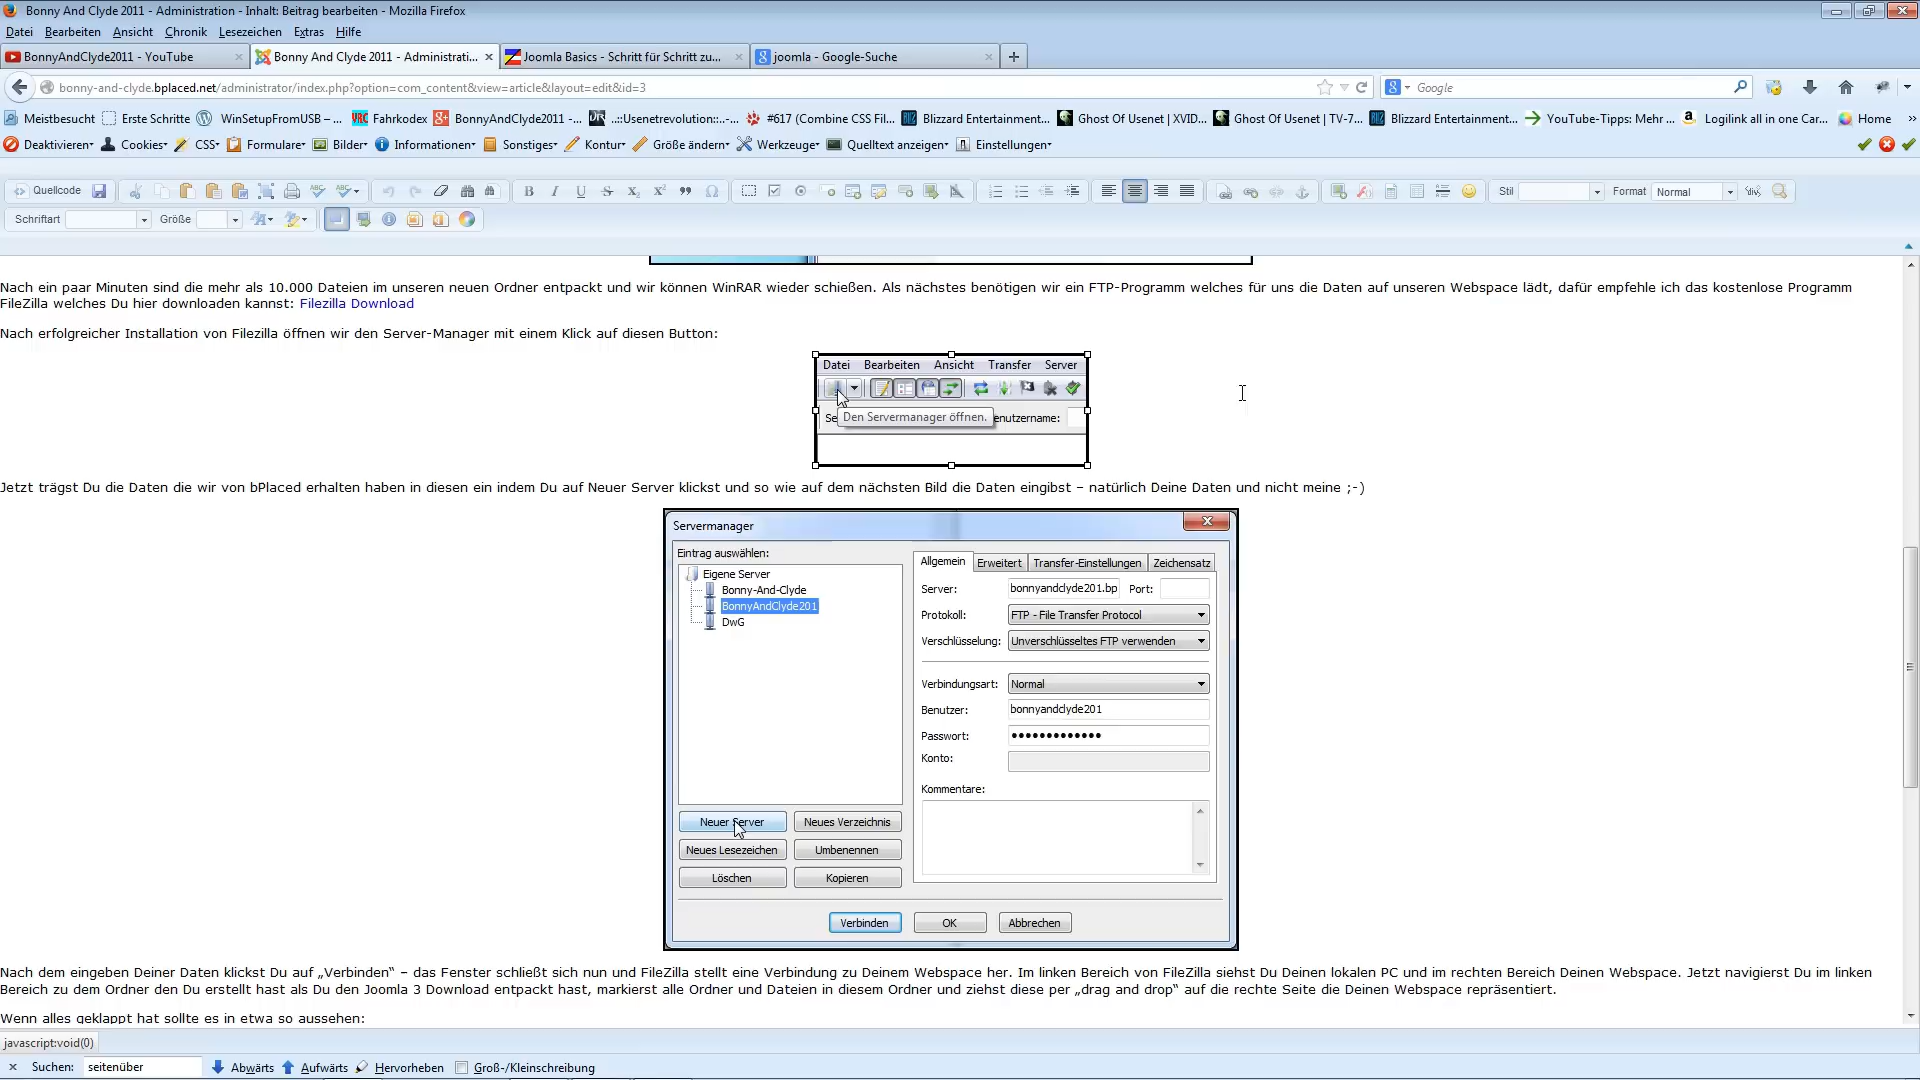 Bonny And Clyde 2011 - Administration - Inhalt: Beitrag bearbeiten - Mozilla Firefox
Datei Bearbeiten Ansicht Chronik Lesezeichen Extras Hilfe
BonnyAndClyde2011 - YouTube
Bonny And Clyde 2011 - Administrati...
Joomla Basics - Schritt für Schritt zu...
joomla - Google-Suche
bonny-and-clyde.bplaced.net/administrator/index.php?option=com_content&view=article&layout=edit&id=3
Google
Meistbesucht Erste Schritte WinSetupFromUSB – ... Fahrkodex BonnyAndClyde2011 -... ..::Usenetrevolution::..-... #617 (Combine CSS Fil... Blizzard Entertainment... Ghost Of Usenet | XVID... Ghost Of Usenet | TV-7... Blizzard Entertainment... YouTube-Tipps: Mehr ... Logilink all in one Car... Home »
Deaktivieren Cookies CSS Formulare Bilder Informationen Sonstiges Kontur Größe ändern Werkzeuge Quelltext anzeigen Einstellungen
Quellcode B I U S x₂ x² Stil Format Normal
Schriftart Größe
Nach ein paar Minuten sind die mehr als 10.000 Dateien im unseren neuen Ordner entpackt und wir können WinRAR wieder schießen. Als nächstes benötigen wir ein FTP-Programm welches für uns die Daten auf unseren Webspace lädt, dafür empfehle ich das kostenlose Programm
FileZilla welches Du hier downloaden kannst: Filezilla Download
Nach erfolgreicher Installation von Filezilla öffnen wir den Server-Manager mit einem Klick auf diesen Button:
Datei Bearbeiten Ansicht Transfer Server
Se Den Servermanager öffnen. enutzername:
Jetzt trägst Du die Daten die wir von bPlaced erhalten haben in diesen ein indem Du auf Neuer Server klickst und so wie auf dem nächsten Bild die Daten eingibst – natürlich Deine Daten und nicht meine ;-)
Servermanager
Eintrag auswählen:
Eigene Server
Bonny-And-Clyde
BonnyAndClyde201
DwG
Neuer Server Neues Verzeichnis
Neues Lesezeichen Umbenennen
Löschen Kopieren
Allgemein Erweitert Transfer-Einstellungen Zeichensatz
Server: bonnyandclyde201.bp Port:
Protokoll: FTP - File Transfer Protocol
Verschlüsselung: Unverschlüsseltes FTP verwenden
Verbindungsart: Normal
Benutzer: bonnyandclyde201
Passwort: •••••••••••••
Konto:
Kommentare:
Verbinden OK Abbrechen
Nach dem eingeben Deiner Daten klickst Du auf „Verbinden“ – das Fenster schließt sich nun und FileZilla stellt eine Verbindung zu Deinem Webspace her. Im linken Bereich von FileZilla siehst Du Deinen lokalen PC und im rechten Bereich Deinen Webspace. Jetzt navigierst Du im linken
Bereich zu dem Ordner den Du erstellt hast als Du den Joomla 3 Download entpackt hast, markierst alle Ordner und Dateien in diesem Ordner und ziehst diese per „drag and drop“ auf die rechte Seite die Deinen Webspace repräsentiert.
Wenn alles geklappt hat sollte es in etwa so aussehen:
javascript:void(0)
Suchen: seitenüber Abwärts Aufwärts Hervorheben Groß-/Kleinschreibung